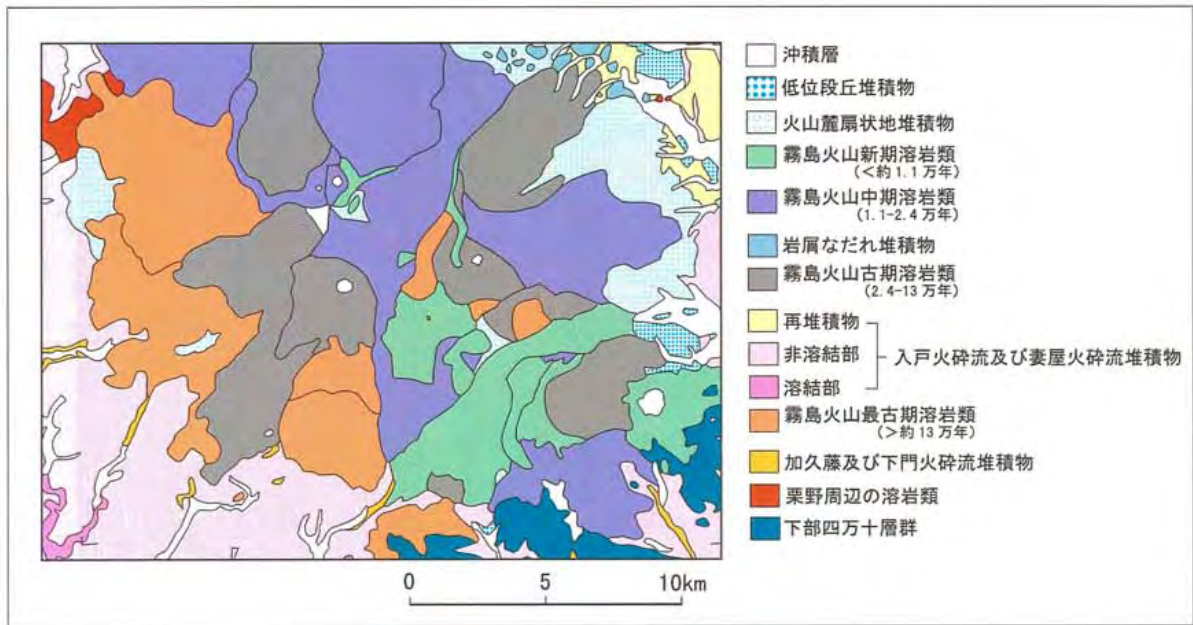 沖積層
低位段丘堆積物
火山麓扇状地堆積物
霧島火山新期溶岩類
(<約1.1万年)
霧島火山中期溶岩類
(1.1-2.4万年)
岩屑なだれ堆積物
霧島火山古期溶岩類
(2.4-13万年)
再堆積物
非溶結部
入戸火砕流及び妻屋火砕流堆積物
溶結部
霧島火山最古期溶岩類
(>約13万年)
加久藤及び下門火砕流堆積物
栗野周辺の溶岩類
下部四万十層群
0 5 10km